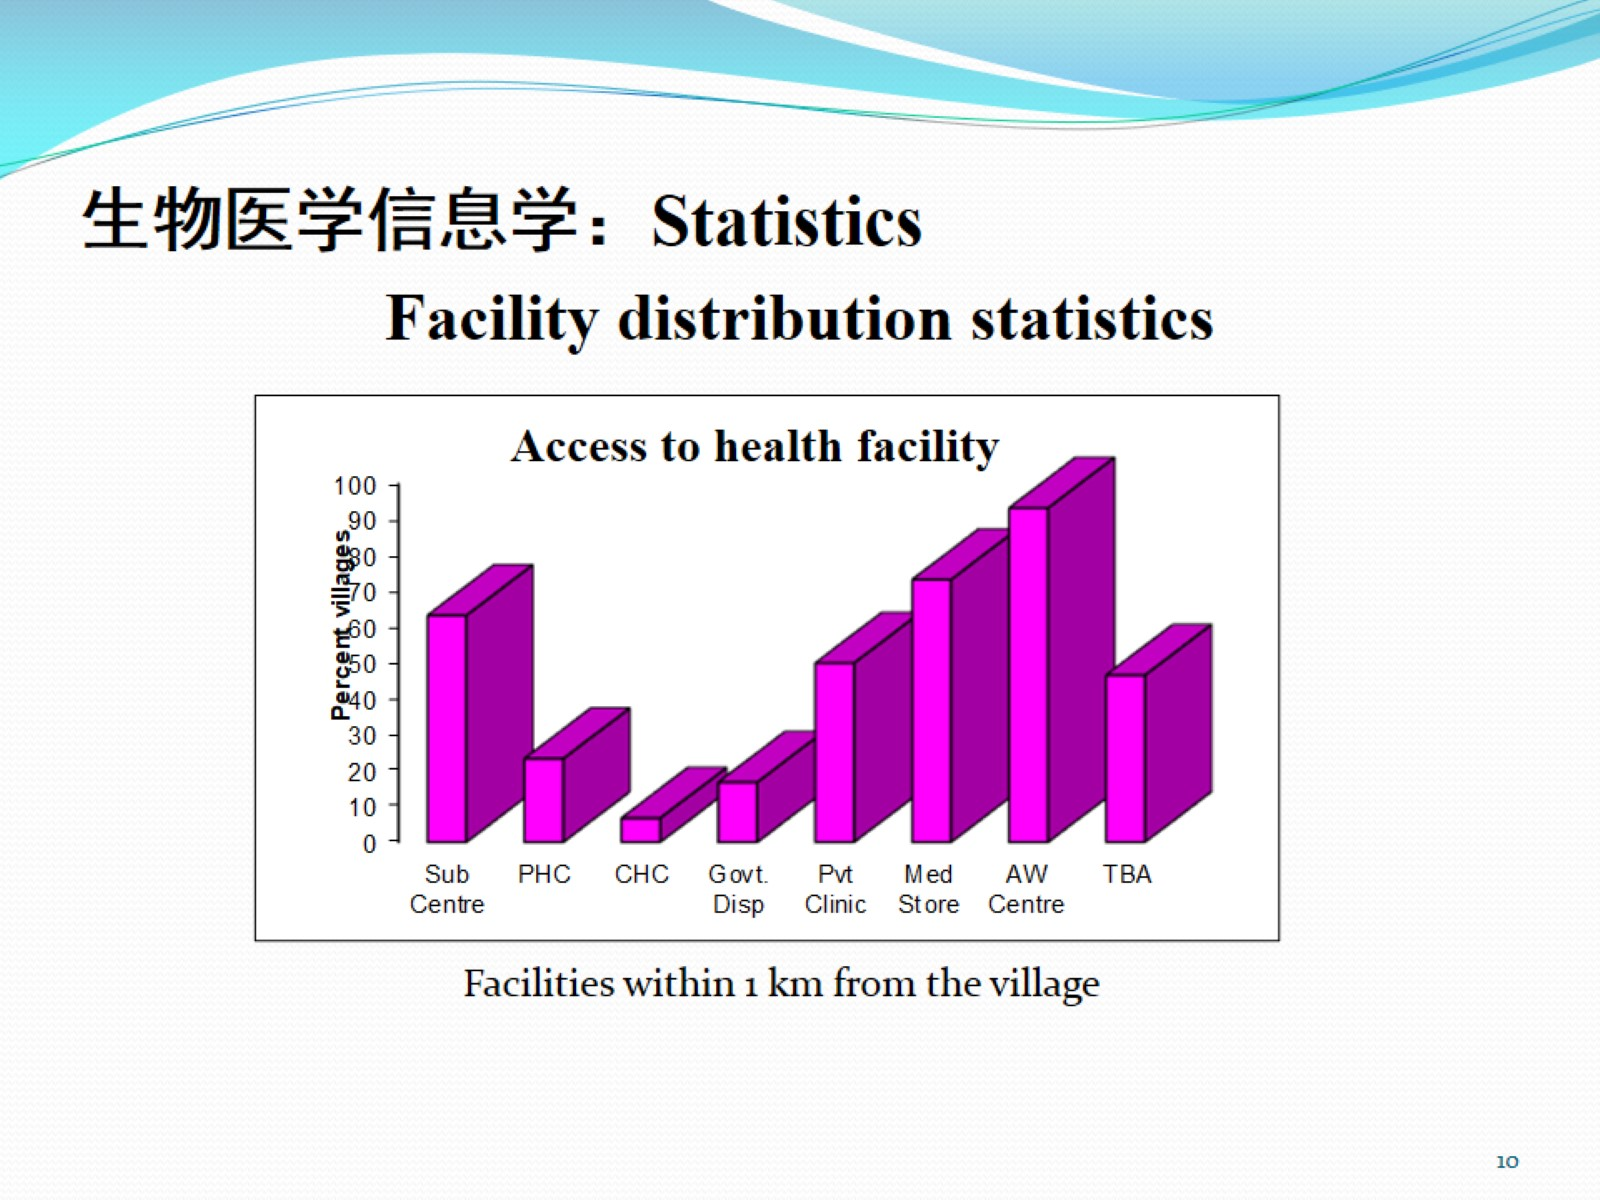 生物医学信息学：Statistics
Facility distribution statistics
Access to health facility
Percent villages
100
90
80
70
60
50
40
30
20
10
0
Sub Centre
PHC
CHC
Govt. Disp
Pvt Clinic
Med Store
AW Centre
TBA
Facilities within 1 km from the village
10